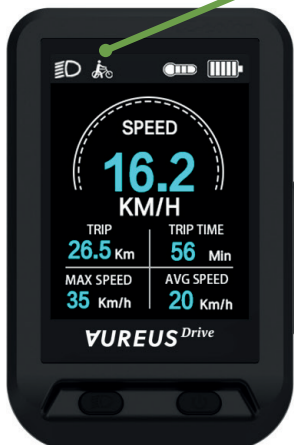 SPEED
16.2
KM/H
TRIP TRIP TIME
26.5 Km 56 Min
MAX SPEED AVG SPEED
35 Km/h 20 Km/h
AUREUS Drive